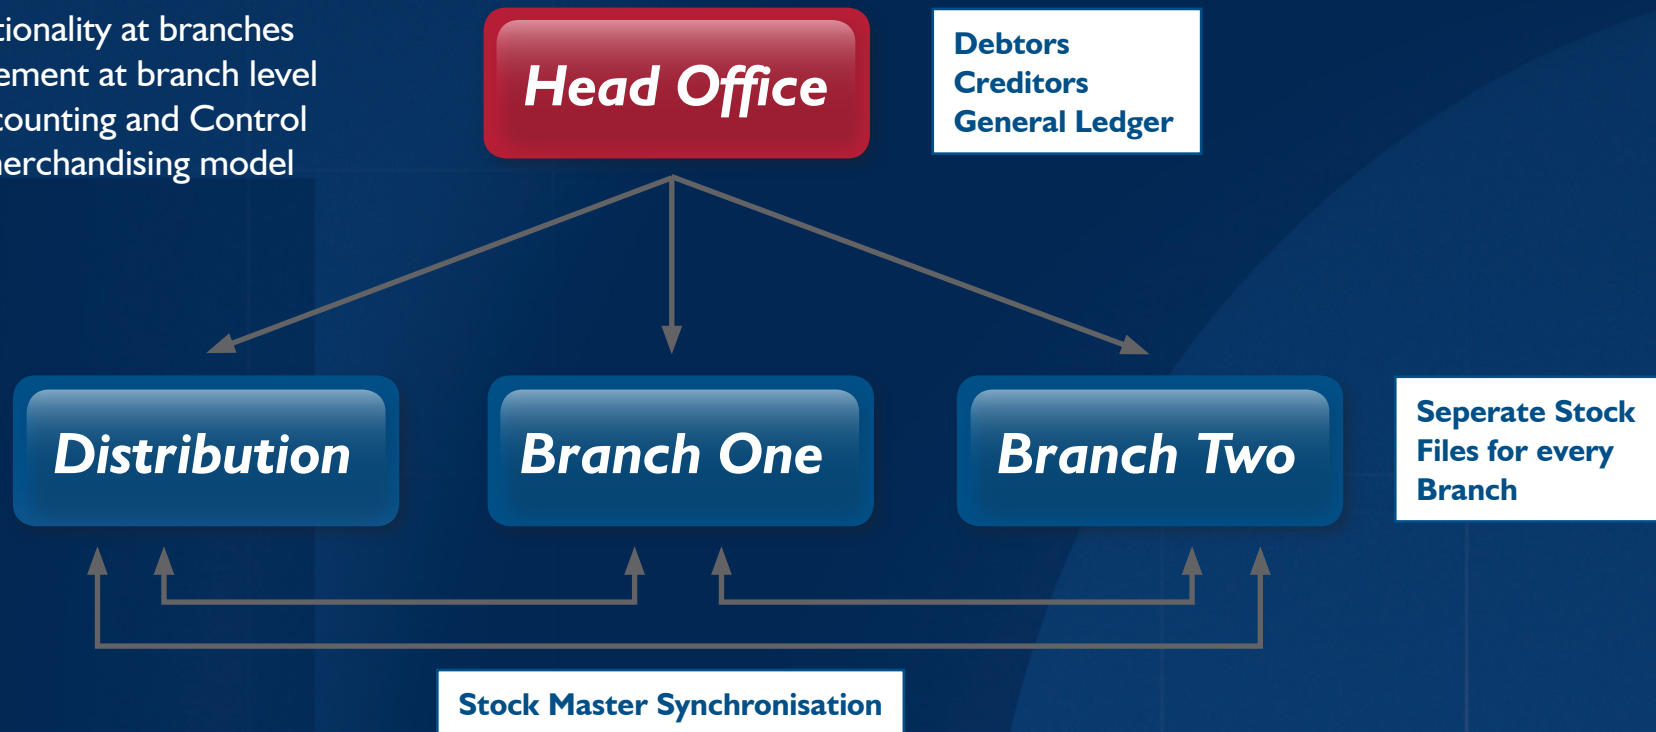 tionality at branches
ement at branch level
counting and Control
merchandising model
Head Office
Debtors
Creditors
General Ledger
Distribution
Branch One
Branch Two
Seperate Stock
Files for every
Branch
Stock Master Synchronisation